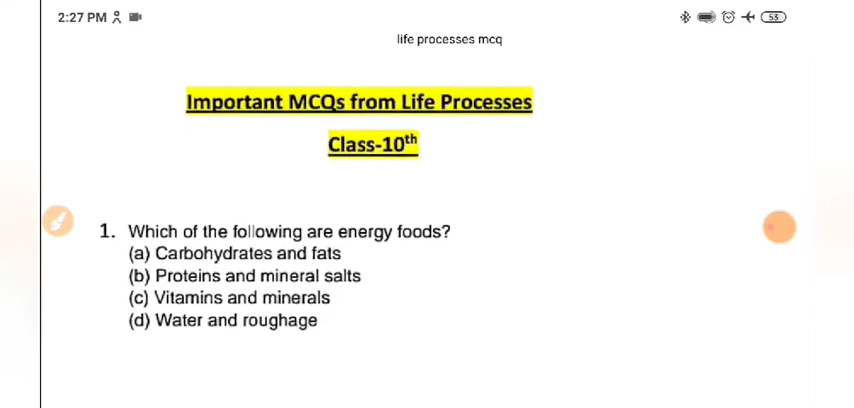 2:27 PM
53
life processes mcq
Important MCQs from Life Processes
Class-10th
1. Which of the following are energy foods?
(a) Carbohydrates and fats
(b) Proteins and mineral salts
(c) Vitamins and minerals
(d) Water and roughage